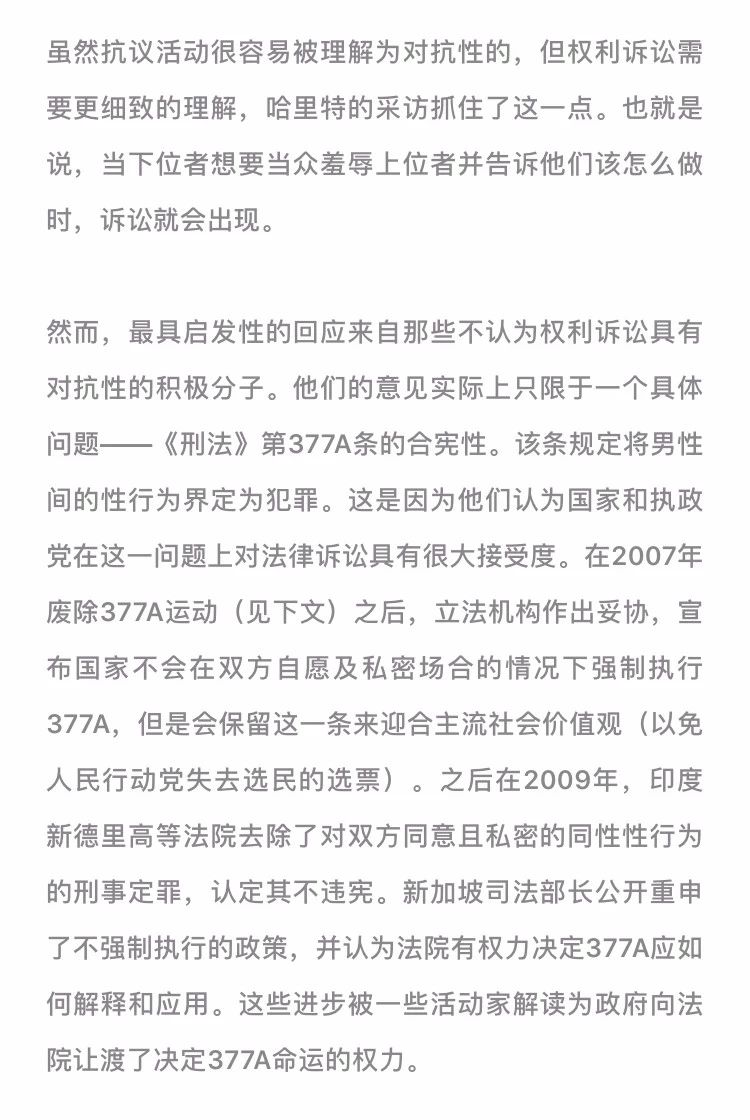 虽然抗议活动很容易被理解为对抗性的，但权利诉讼需
要更细致的理解，哈里特的采访抓住了这一点。也就是
说，当下位者想要当众羞辱上位者并告诉他们该怎么做
时，诉讼就会出现。
然而，最具启发性的回应来自那些不认为权利诉讼具有
对抗性的积极分子。他们的意见实际上只限于一个具体
问题——《刑法》第377A条的合宪性。该条规定将男性
间的性行为界定为犯罪。这是因为他们认为国家和执政
党在这一问题上对法律诉讼具有很大接受度。在2007年
废除377A运动（见下文）之后，立法机构作出妥协，宣
布国家不会在双方自愿及私密场合的情况下强制执行
377A，但是会保留这一条来迎合主流社会价值观（以免
人民行动党失去选民的选票）。之后在2009年，印度
新德里高等法院去除了对双方同意且私密的同性性行为
的刑事定罪，认定其不违宪。新加坡司法部长公开重申
了不强制执行的政策，并认为法院有权力决定377A应如
何解释和应用。这些进步被一些活动家解读为政府向法
院让渡了决定377A命运的权力。